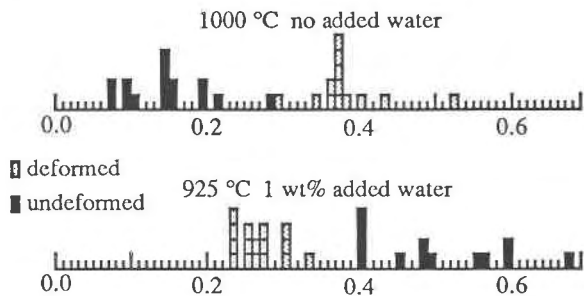 1000 °C no added water
0.0 0.2 0.4 0.6
deformed
undeformed
925 °C 1 wt% added water
0.0 0.2 0.4 0.6